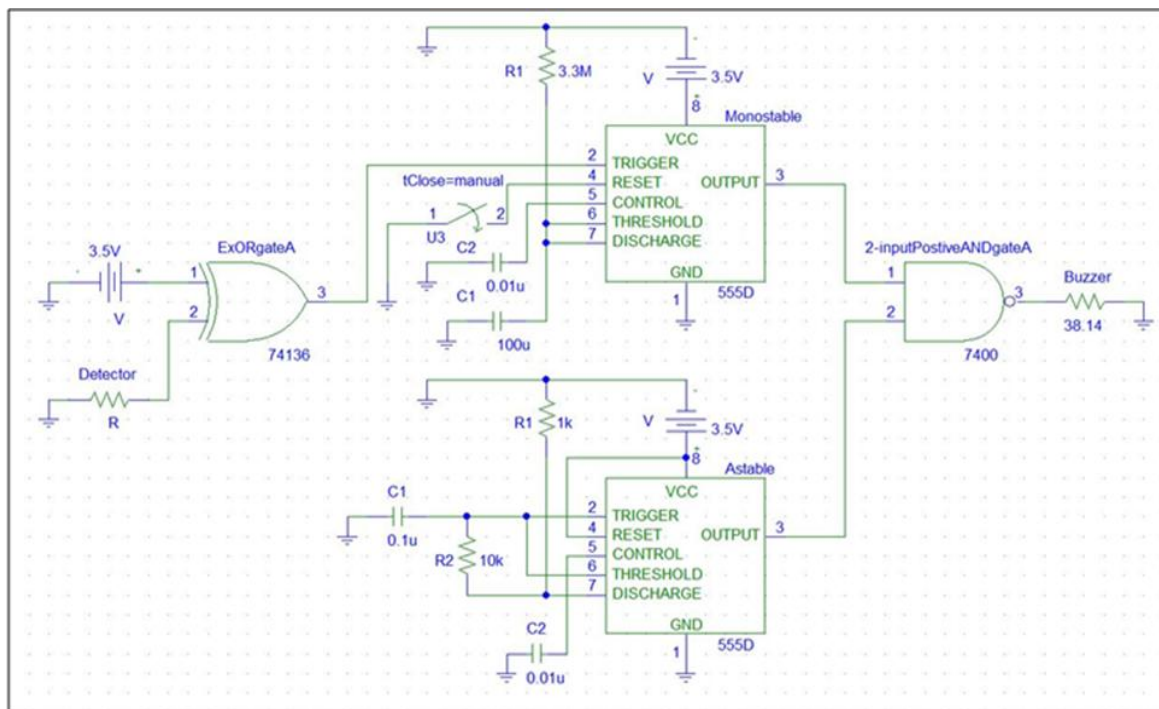 R1
3.3M
V
3.5V
-
+
8
Monostable
VCC
2
TRIGGER
tClose=manual
4
RESET
OUTPUT
3
1
2
5
CONTROL
U3
6
THRESHOLD
7
DISCHARGE
C2
0.01u
GND
1
555D
C1
100u
ExORgateA
3.5V
-
+
V
1
2
3
74136
Detector
R
2-inputPostiveANDgateA
1
2
3
7400
Buzzer
38.14
R1
1k
V
3.5V
-
+
8
Astable
VCC
C1
0.1u
2
TRIGGER
4
RESET
OUTPUT
3
5
CONTROL
R2
10k
6
THRESHOLD
7
DISCHARGE
C2
0.01u
GND
1
555D